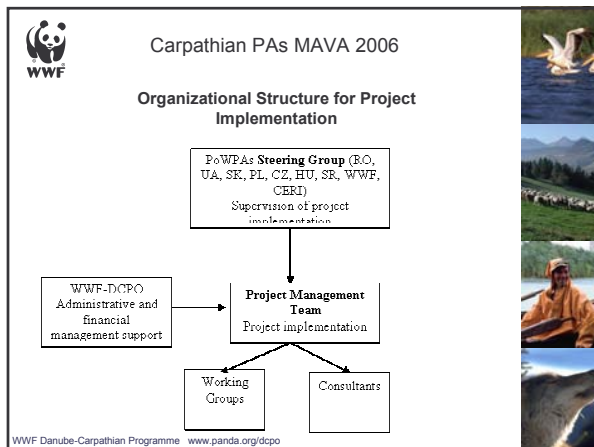 Carpathian PAs MAVA 2006
WWF
Organizational Structure for Project
Implementation
PoWPAs Steering Group (RO,
UA, SK, PL, CZ, HU, SR, WWF,
CERI)
Supervision of project
implementation
WWF-DCPO
Administrative and
financial
management support
Project Management
Team
Project implementation
Working
Groups
Consultants
WWF Danube-Carpathian Programme www.panda.org/dcpo